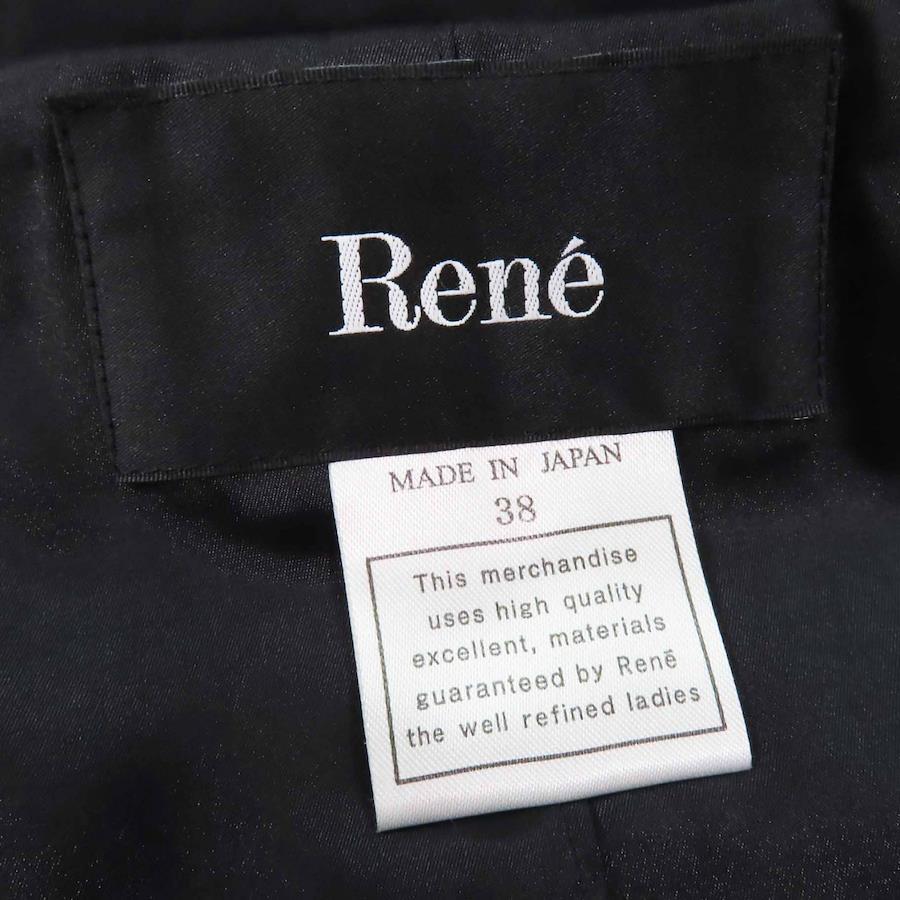 René
MADE IN JAPAN
38
This merchandise
uses high quality
excellent, materials
guaranteed by Renē
the well refined ladies